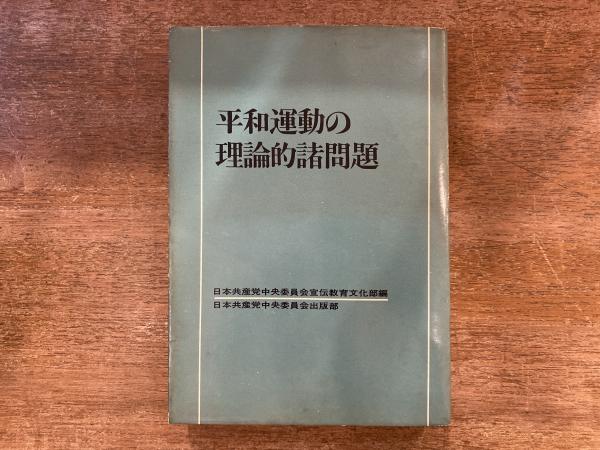 平和運動の
理論的諸問題
日本共産党中央委員会宣伝教育文化部編
日本共産党中央委員会出版部